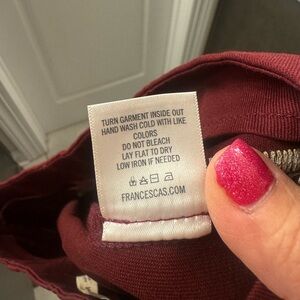 TURN GARMENT INSIDE OUT
HAND WASH COLD WITH LIKE
COLORS
DO NOT BLEACH
LAY FLAT TO DRY
LOW IRON IF NEEDED
FRANCESCAS.COM